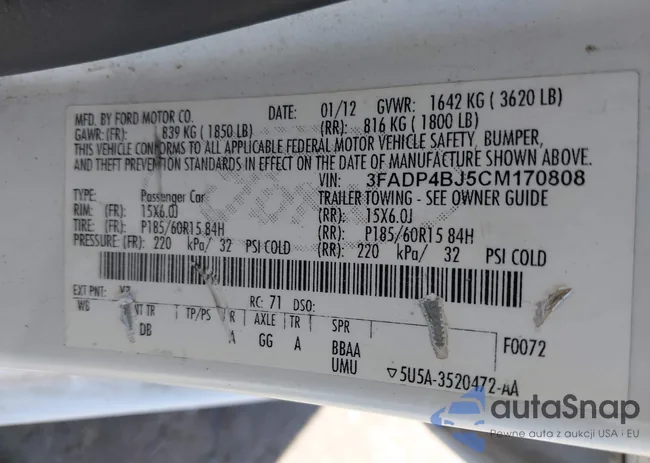 MFD. BY FORD MOTOR CO. DATE: 01/12 GVWR: 1642 KG ( 3620 LB)
GAWR: (FR): 839 KG ( 1850 LB) (RR): 816 KG ( 1800 LB)
THIS VEHICLE CONFORMS TO ALL APPLICABLE FEDERAL MOTOR VEHICLE SAFETY, BUMPER,
AND THEFT PREVENTION STANDARDS IN EFFECT ON THE DATE OF MANUFACTURE SHOWN ABOVE.
VIN: 3FADP4BJ5CM170808
TYPE: Passenger Car TRAILER TOWING - SEE OWNER GUIDE
RIM: (FR): 15X6.0J (RR): 15X6.0J
TIRE: (FR): P185/60R15 84H (RR): P185/60R15 84H
PRESSURE: (FR): 220 kPa/ 32 PSI COLD (RR): 220 kPa/ 32 PSI COLD
EXT PNT: RC: 71 DSO:
WB INT TR TP/PS R AXLE TR SPR
DB A GG A BBAA F0072
UMU ▽5U5A-3520472-AA
autoSnap
Pewne auta z aukcji USA i EU